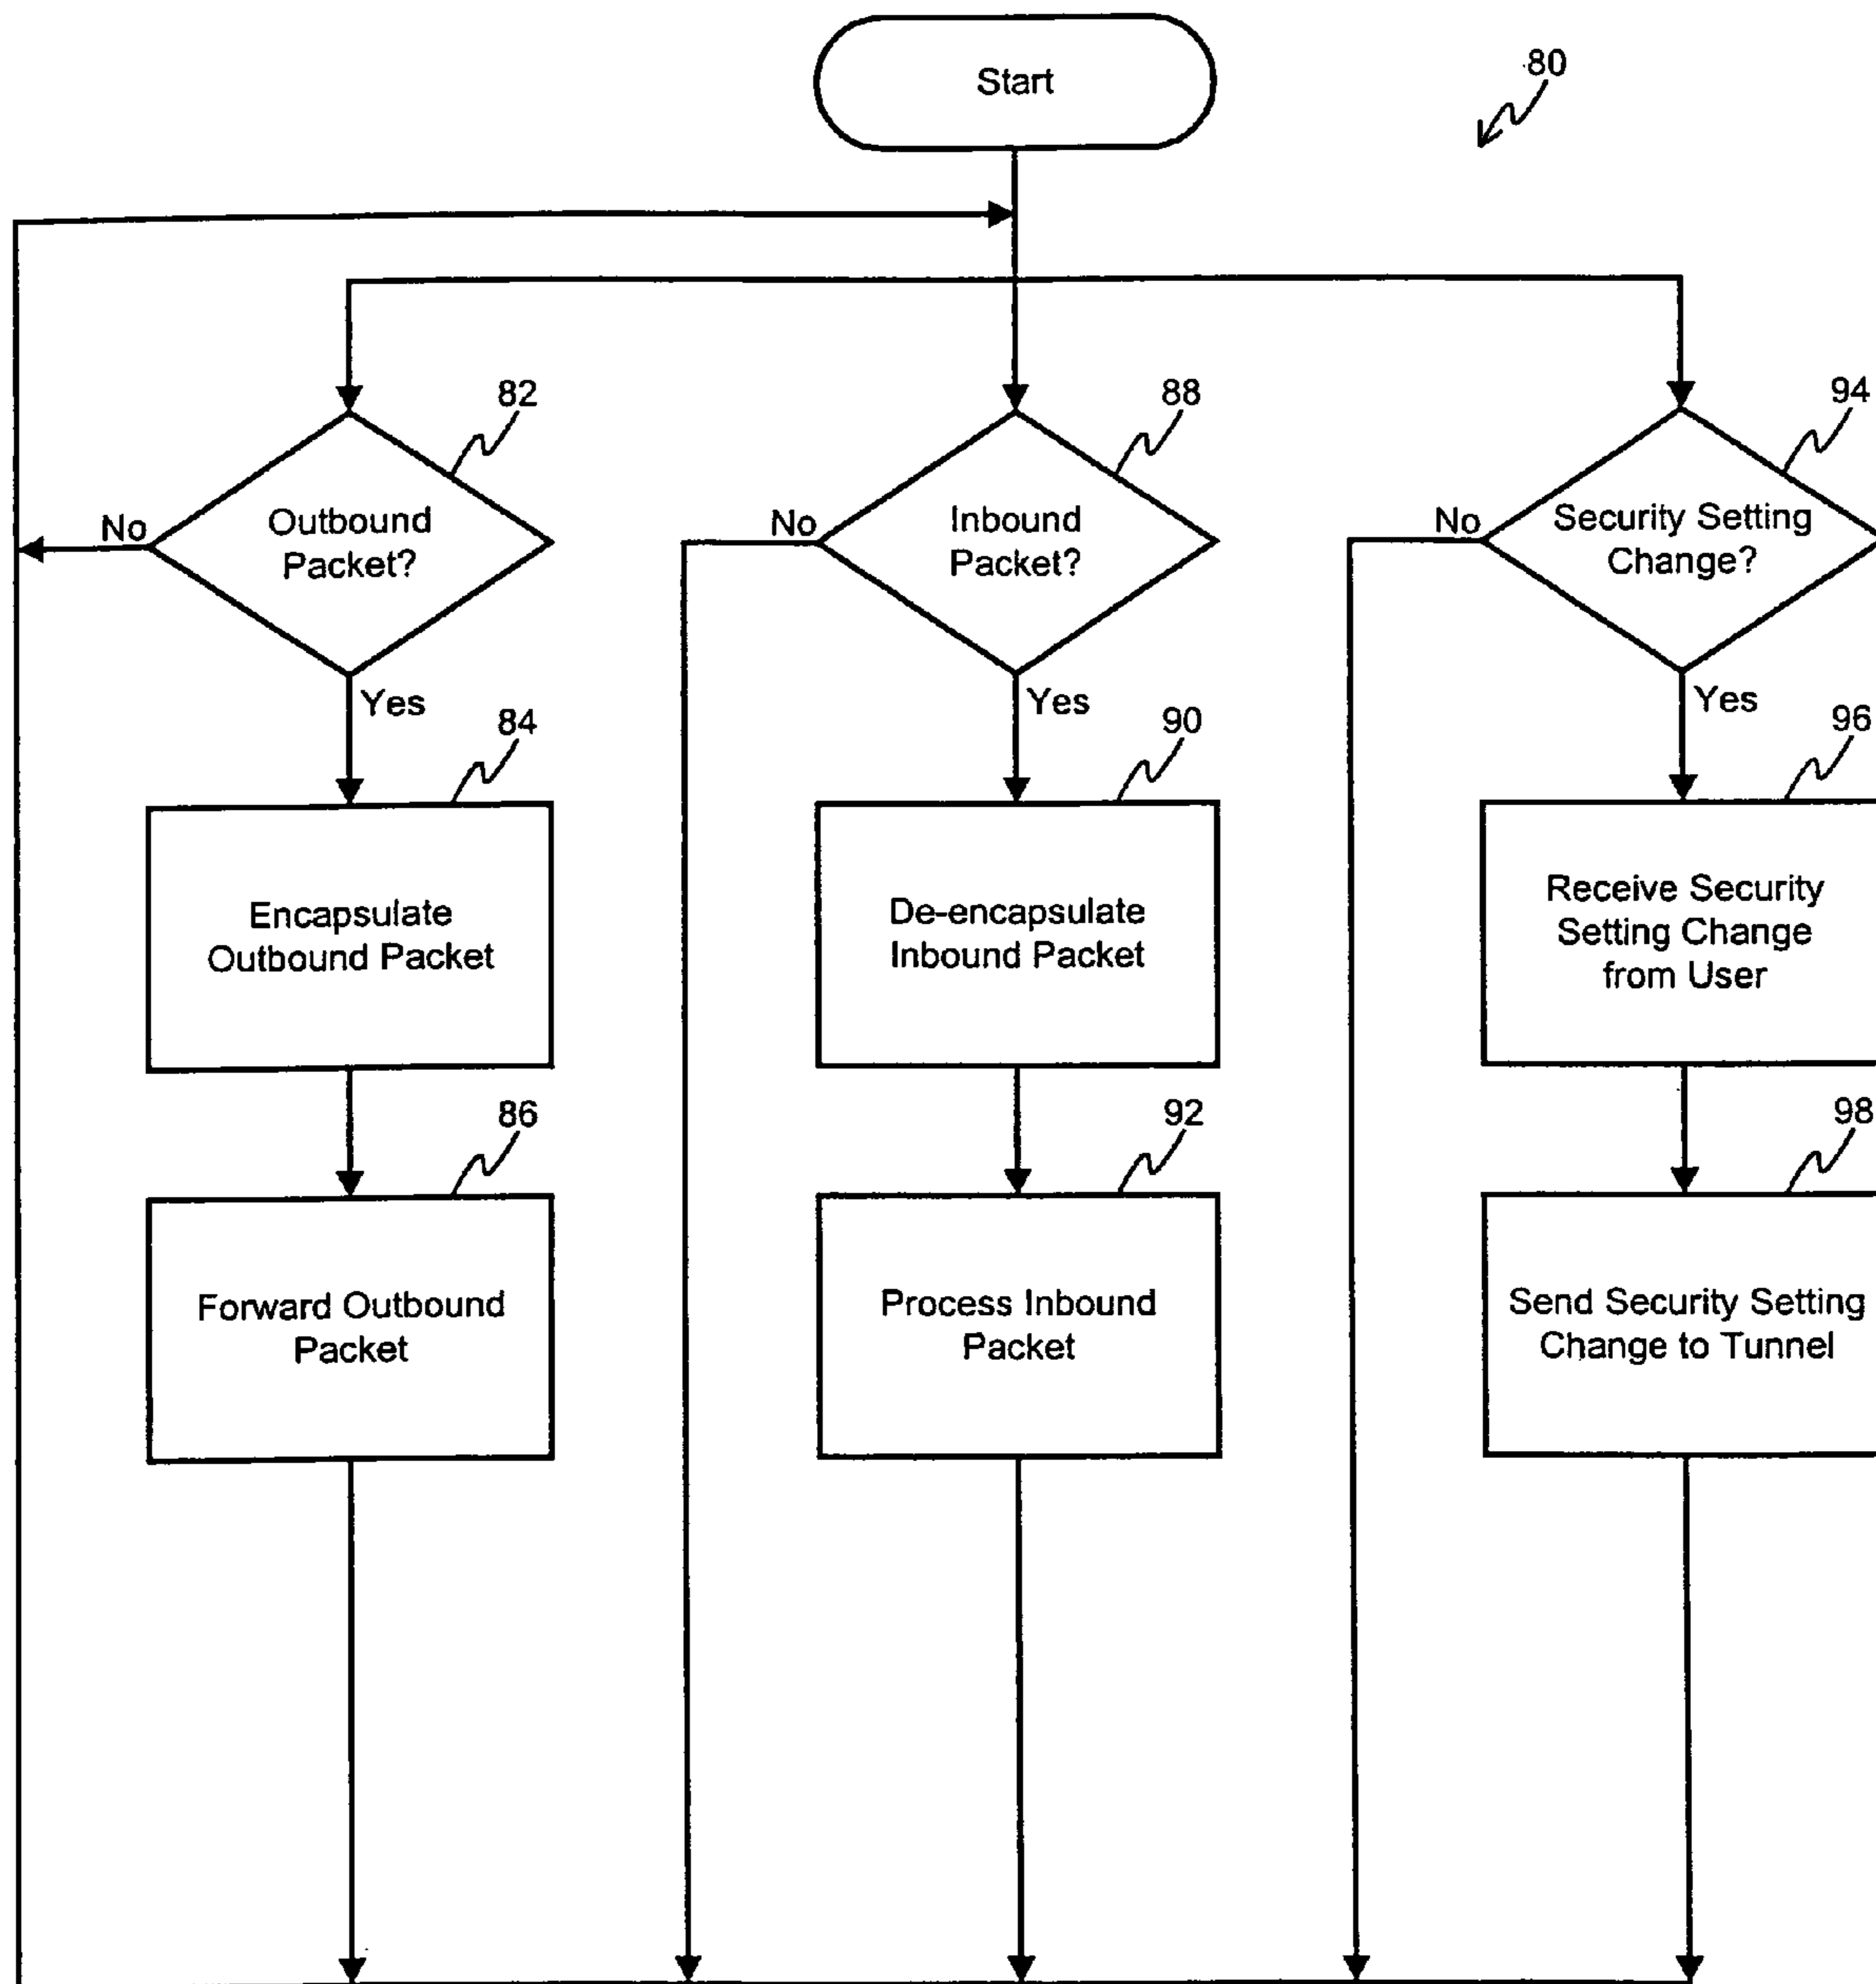 Start
80
82
88
94
Outbound
Packet?
No
Yes
Inbound
Packet?
No
Yes
Security Setting
Change?
No
Yes
84
90
96
Encapsulate
Outbound Packet
De-encapsulate
Inbound Packet
Receive Security
Setting Change
from User
86
92
98
Forward Outbound
Packet
Process Inbound
Packet
Send Security Setting
Change to Tunnel